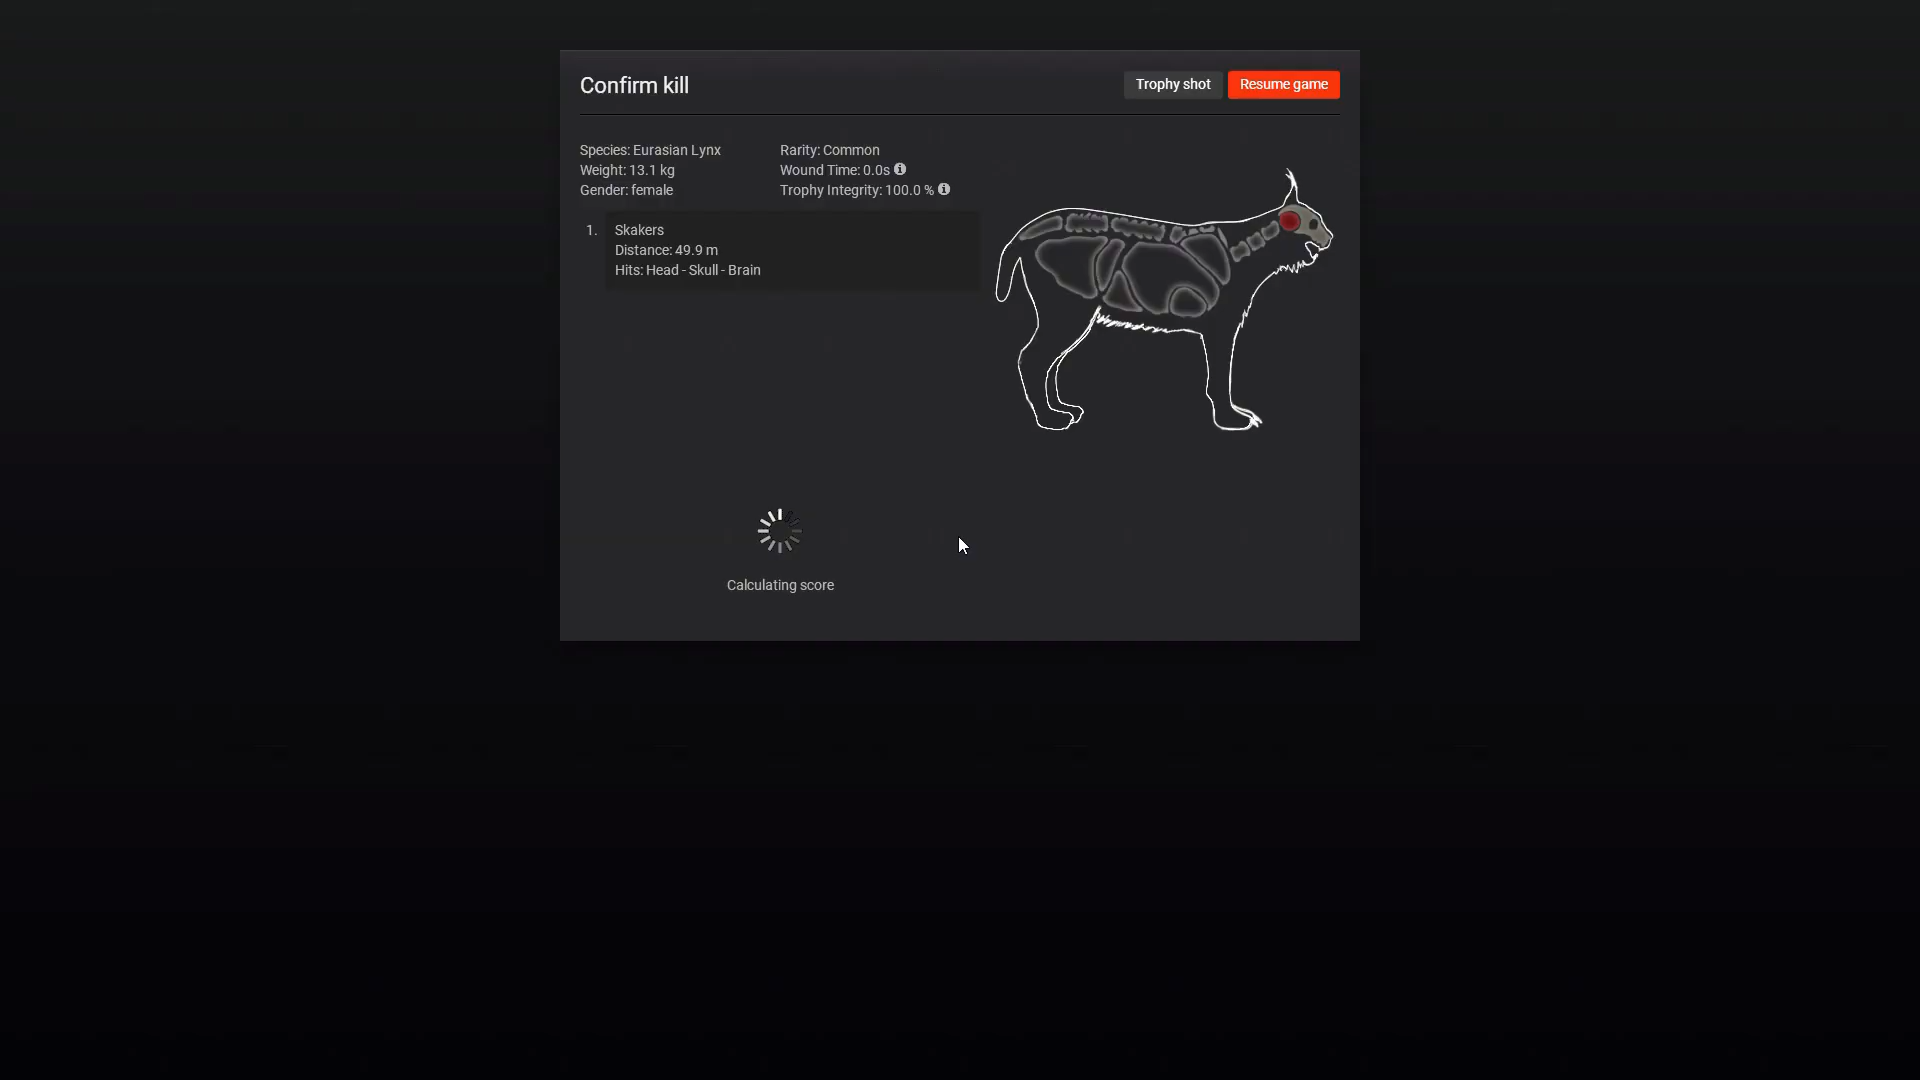 Confirm kill
Trophy shot
Resume game
Species: Eurasian Lynx
Weight: 13.1 kg
Gender: female
Rarity: Common
Wound Time: 0.0s
Trophy Integrity: 100.0 %
1. Skakers
Distance: 49.9 m
Hits: Head - Skull - Brain
Calculating score